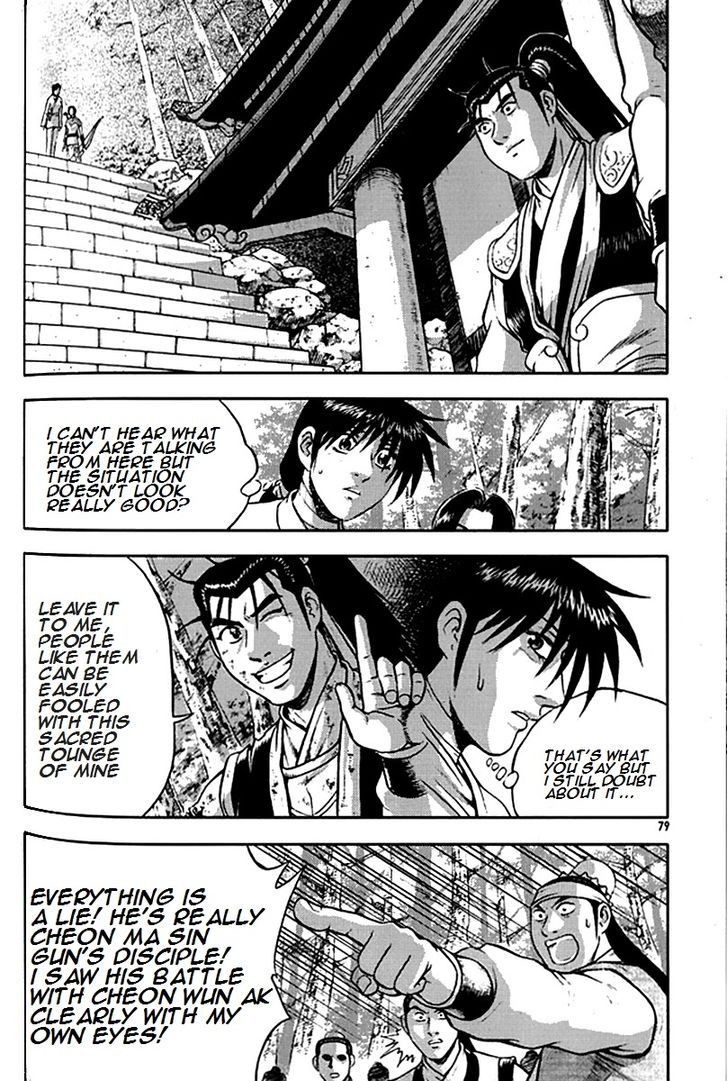 I CAN'T HEAR WHAT
THEY ARE TALKING
FROM HERE BUT
THE SITUATION
DOESN'T LOOK
REALLY GOOD?
LEAVE IT
TO ME,
PEOPLE
LIKE THEM
CAN BE
EASILY
FOOLED
WITH THIS
SACRED
TOUNGE
OF MINE
THAT'S WHAT
YOU SAY BUT
I STILL DOUBT
ABOUT IT...
79
EVERYTHING IS
A LIE! HE'S REALLY
CHEON MA SIN
GUN'S DISCIPLE!
I SAW HIS BATTLE
WITH CHEON WUN AK
CLEARLY WITH MY
OWN EYES!